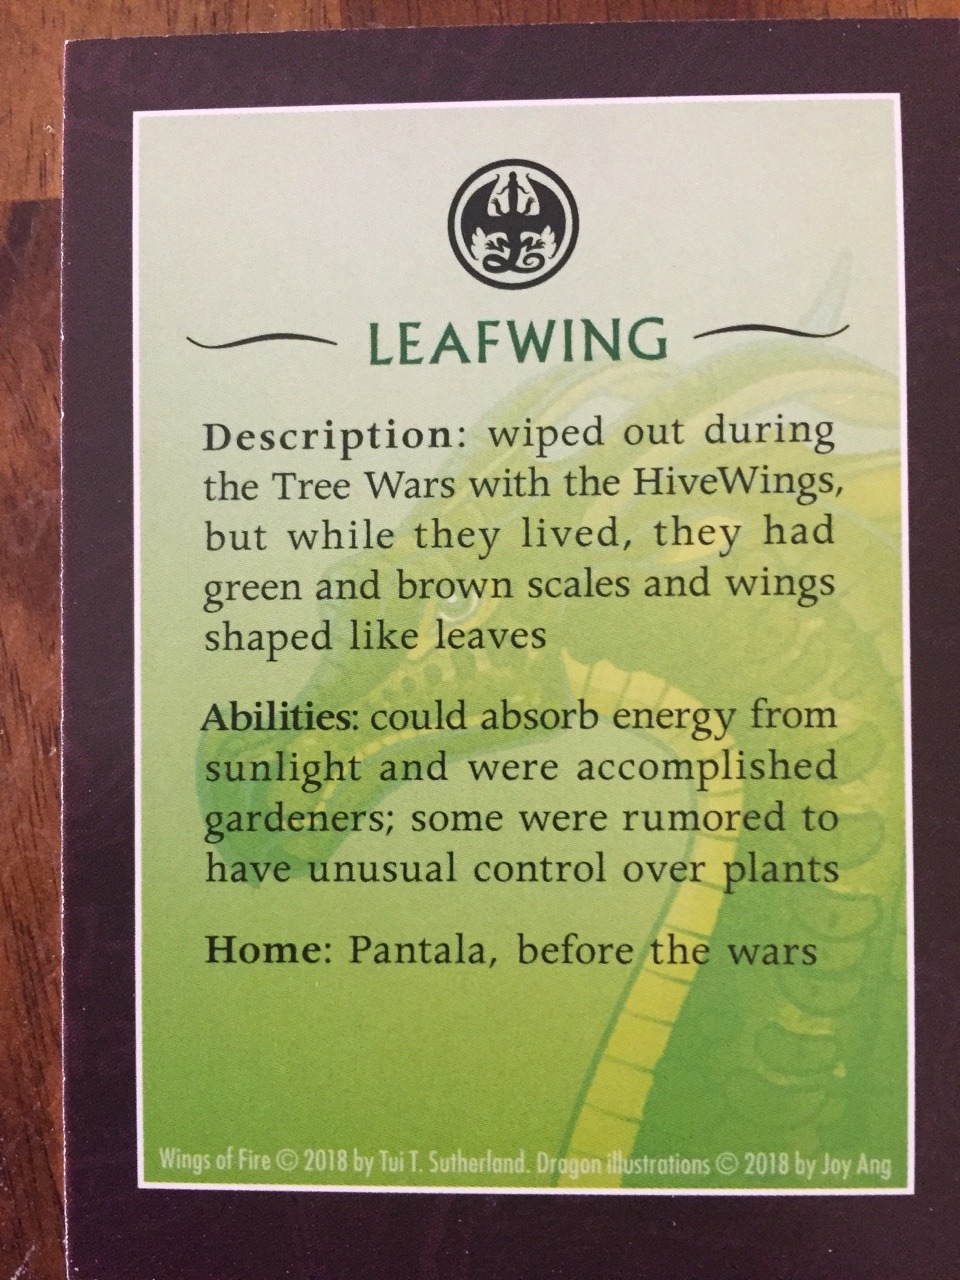 LEAFWING
Description: wiped out during
the Tree Wars with the HiveWings,
but while they lived, they had
green and brown scales and wings
shaped like leaves
Abilities: could absorb energy from
sunlight and were accomplished
gardeners; some were rumored to
have unusual control over plants
Home: Pantala, before the wars
Wings of Fire © 2018 by Tui T. Sutherland. Dragon illustrations © 2018 by Joy Ang